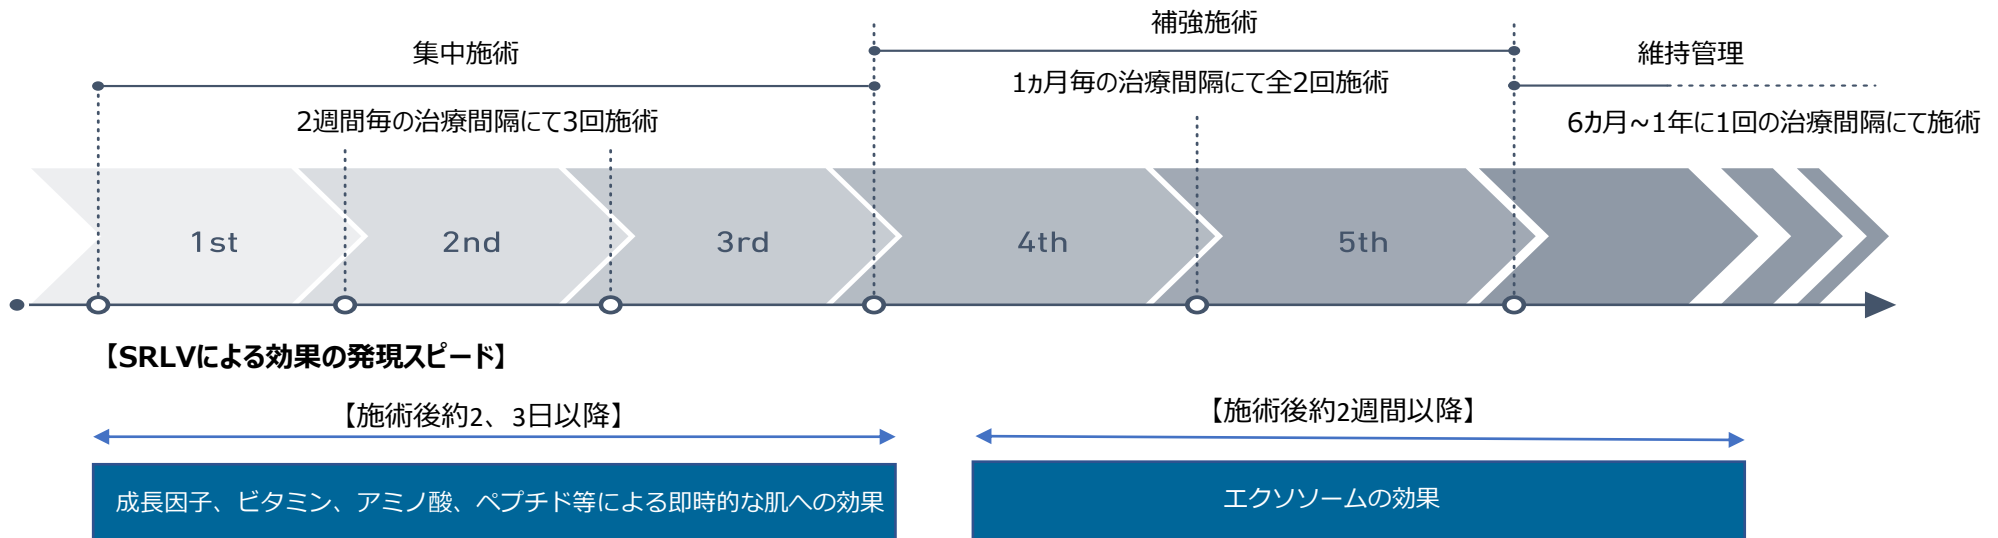 集中施術
補強施術
維持管理
2週間毎の治療間隔にて3回施術
1ヵ月毎の治療間隔にて全2回施術
6カ月~1年に1回の治療間隔にて施術
1st
2nd
3rd
4th
5th
【SRLVによる効果の発現スピード】
【施術後約2、3日以降】
【施術後約2週間以降】
成長因子、ビタミン、アミノ酸、ペプチド等による即時的な肌への効果
エクソソームの効果